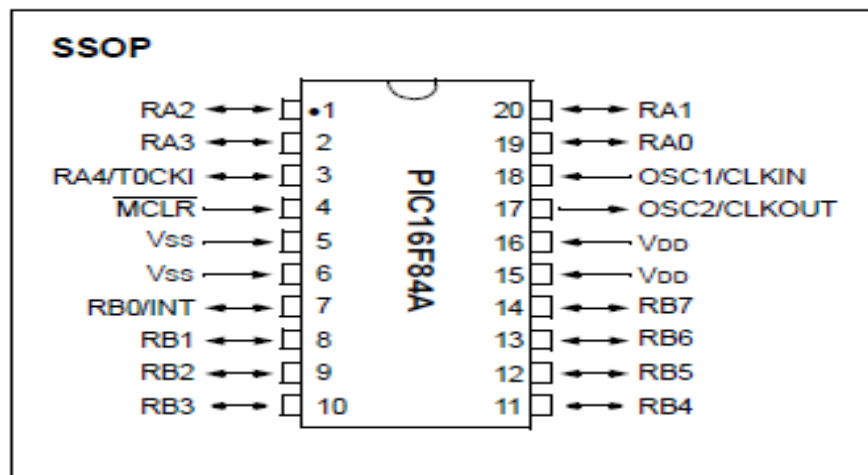 SSOP
RA2 •1 20 RA1
RA3 2 19 RA0
RA4/T0CKI 3 18 OSC1/CLKIN
MCLR 4 17 OSC2/CLKOUT
VSS 5 16 VDD
VSS 6 15 VDD
RB0/INT 7 14 RB7
RB1 8 13 RB6
RB2 9 12 RB5
RB3 10 11 RB4
PIC16F84A